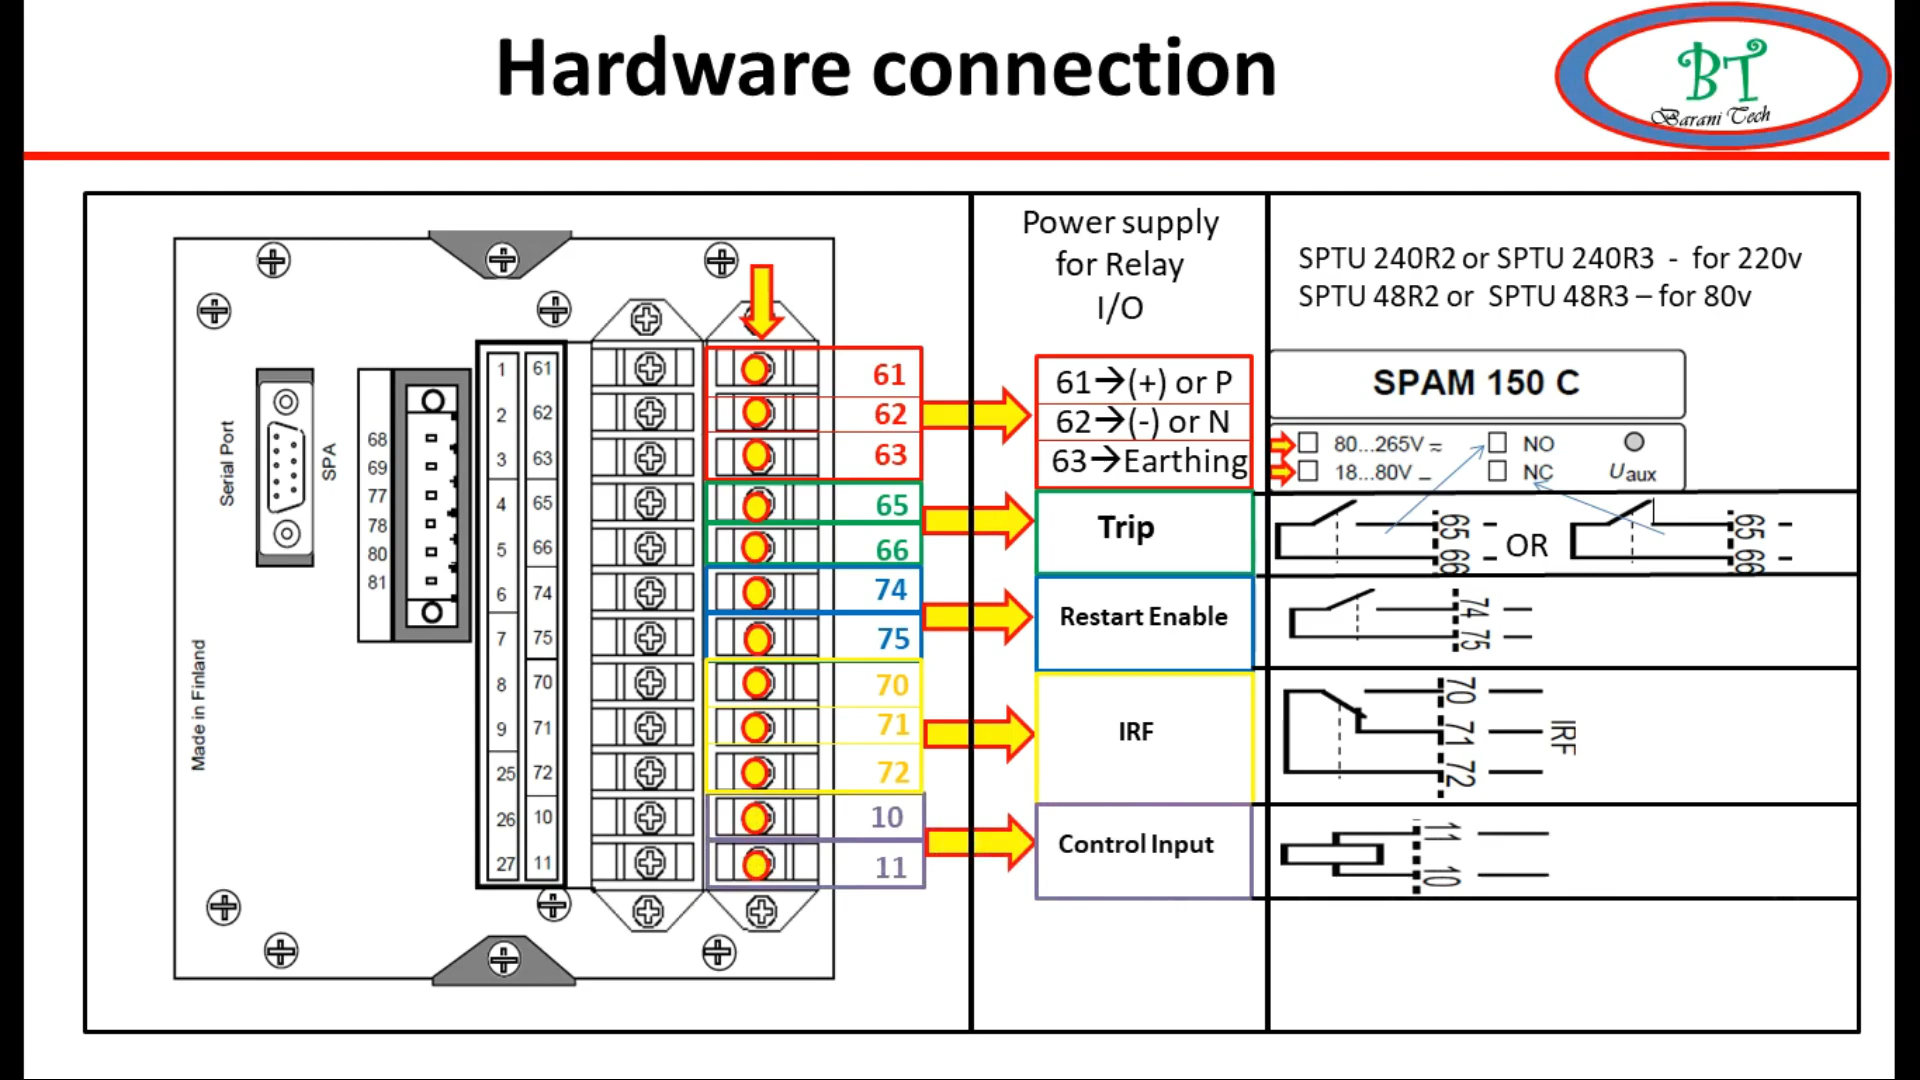 Hardware connection
BT
Barani Tech
Power supply
for Relay
I/O
SPTU 240R2 or SPTU 240R3 - for 220v
SPTU 48R2 or SPTU 48R3 – for 80v
Serial Port
SPA
Made in Finland
68
69
77
78
80
81
1 61
2 62
3 63
4 65
5 66
6 74
7 75
8 70
9 71
25 72
26 10
27 11
61
62
63
65
66
74
75
70
71
72
10
11
61→(+) or P
62→(-) or N
63→Earthing
Trip
Restart Enable
IRF
Control Input
SPAM 150 C
80...265V ≂ NO
18...80V ⎓ NC Uaux
65 66 OR 65 66
74 75
70 71 72 IRF
11 10